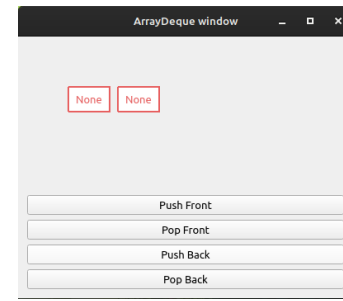 ArrayDeque window
None None
Push Front
Pop Front
Push Back
Pop Back